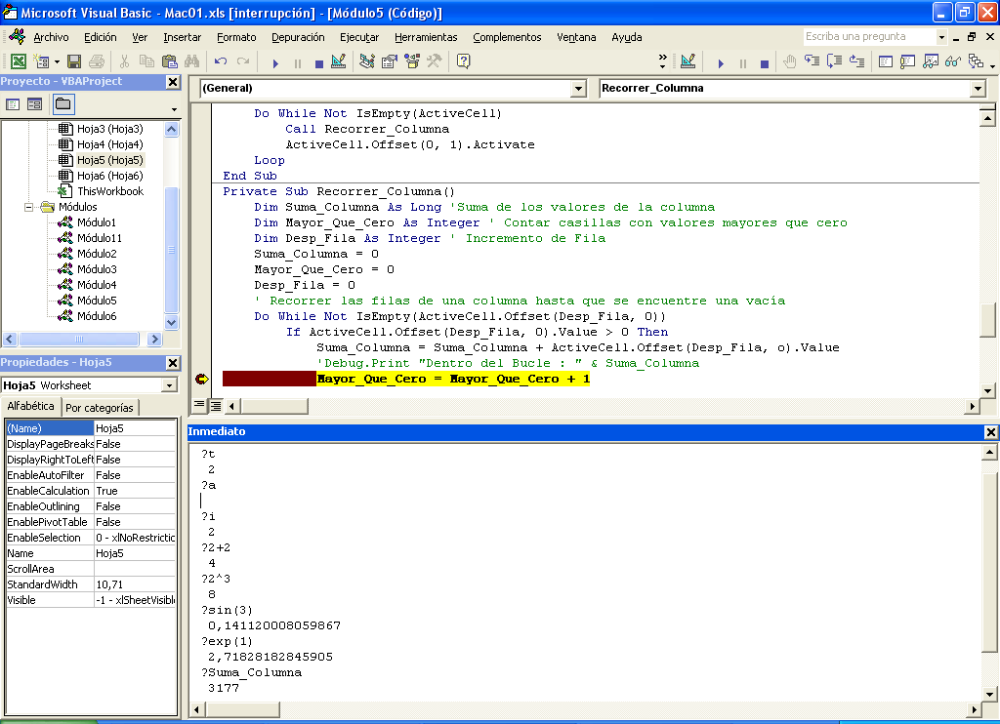 Microsoft Visual Basic - Mac01.xls [interrupción] - [Módulo5 (Código)]
Archivo Edición Ver Insertar Formato Depuración Ejecutar Herramientas Complementos Ventana Ayuda
Escriba una pregunta
Proyecto - VBAProject
Hoja3 (Hoja3)
Hoja4 (Hoja4)
Hoja5 (Hoja5)
Hoja6 (Hoja6)
ThisWorkbook
Módulos
Módulo1
Módulo11
Módulo2
Módulo3
Módulo4
Módulo5
Módulo6
Propiedades - Hoja5
Hoja5 Worksheet
Alfabética Por categorías
(Name) Hoja5
DisplayPageBreaks False
DisplayRightToLeft False
EnableAutoFilter False
EnableCalculation True
EnableOutlining False
EnablePivotTable False
EnableSelection 0 - xlNoRestrictic
Name Hoja5
ScrollArea
StandardWidth 10,71
Visible -1 - xlSheetVisible
(General) Recorrer_Columna
Do While Not IsEmpty(ActiveCell)
Call Recorrer_Columna
ActiveCell.Offset(0, 1).Activate
Loop
End Sub
Private Sub Recorrer_Columna()
Dim Suma_Columna As Long 'Suma de los valores de la columna
Dim Mayor_Que_Cero As Integer ' Contar casillas con valores mayores que cero
Dim Desp_Fila As Integer ' Incremento de Fila
Suma_Columna = 0
Mayor_Que_Cero = 0
Desp_Fila = 0
' Recorrer las filas de una columna hasta que se encuentre una vacía
Do While Not IsEmpty(ActiveCell.Offset(Desp_Fila, 0))
If ActiveCell.Offset(Desp_Fila, 0).Value > 0 Then
Suma_Columna = Suma_Columna + ActiveCell.Offset(Desp_Fila, o).Value
'Debug.Print "Dentro del Bucle : " & Suma_Columna
Mayor_Que_Cero = Mayor_Que_Cero + 1
Inmediato
?t
2
?a
?i
2
?2+2
4
?2^3
8
?sin(3)
0,141120008059867
?exp(1)
2,71828182845905
?Suma_Columna
3177